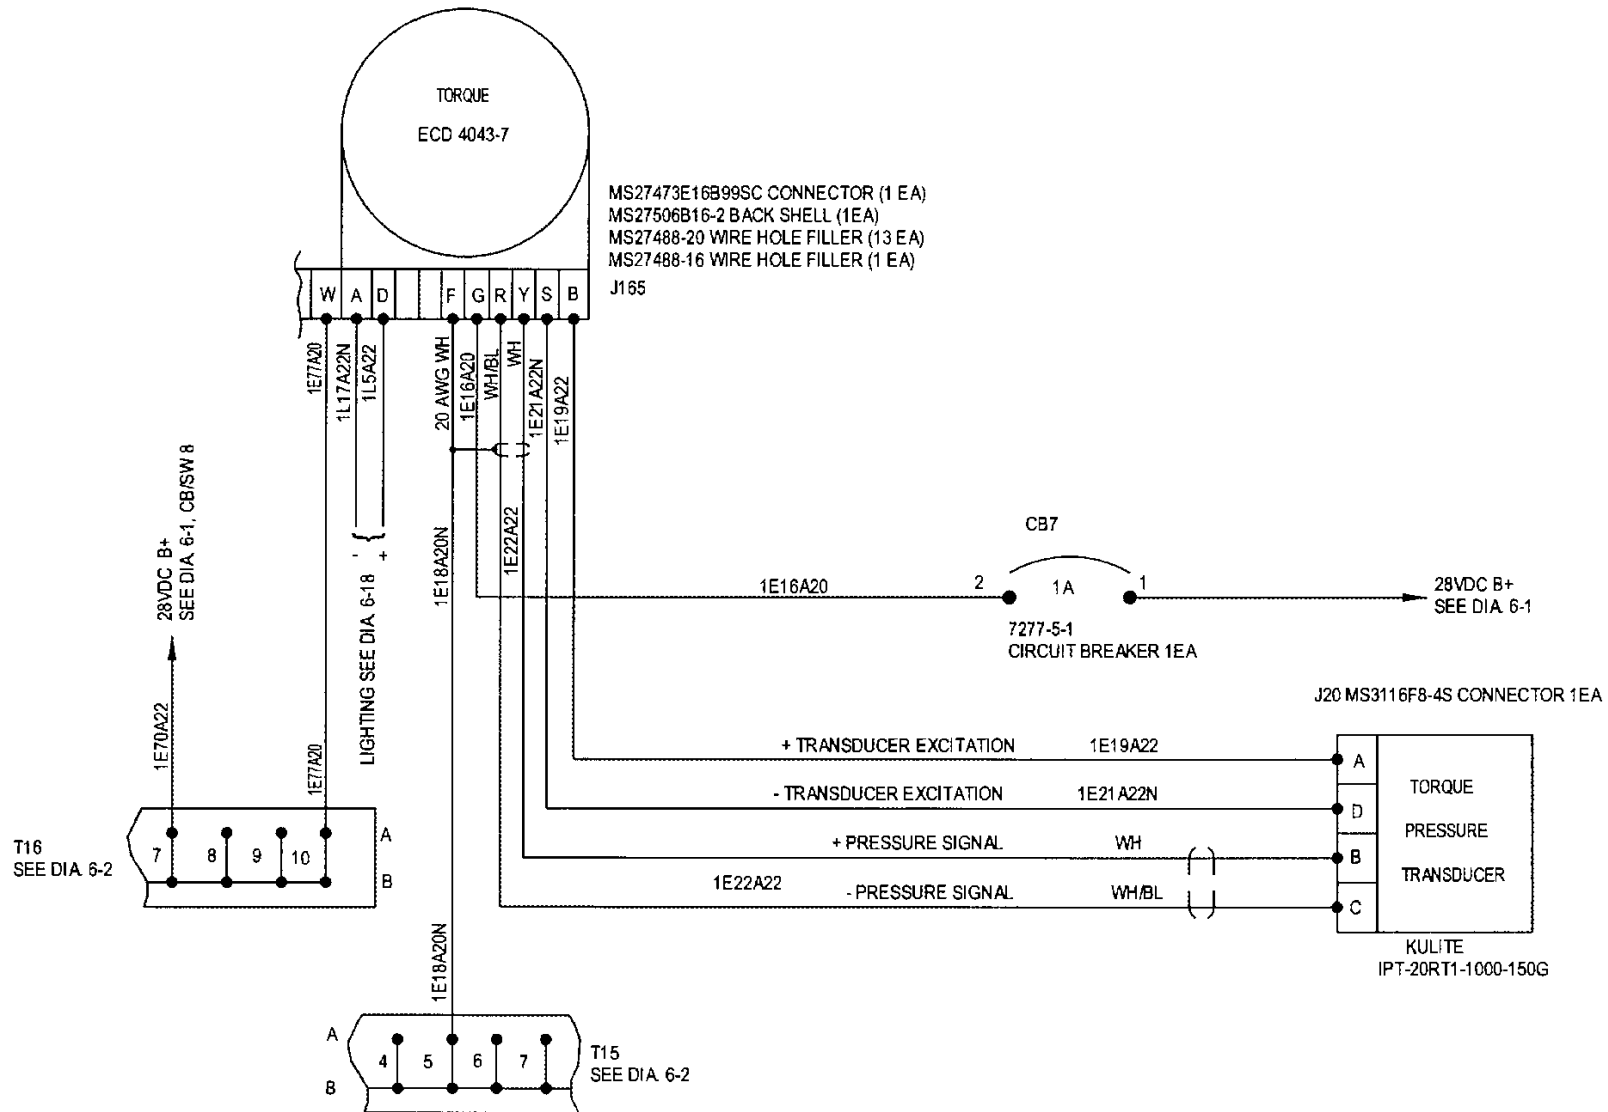 TORQUE
ECD 4043-7
MS27473E16B99SC CONNECTOR (1 EA)
MS27506B16-2 BACK SHELL (1EA)
MS27488-20 WIRE HOLE FILLER (13 EA)
MS27488-16 WIRE HOLE FILLER (1 EA)
J165
W A D F G R Y S B
1E77A20
1L17A22N
1L5A22
20 AWG WH
1E16A20
WH/BL
WH
1E21A22N
1E19A22
28VDC B+
SEE DIA. 6-1, CB/SW 8
- +
LIGHTING SEE DIA. 6-18
1E18A20N
1E22A22
CB7
1E16A20
2 1A 1
28VDC B+
SEE DIA. 6-1
7277-5-1
CIRCUIT BREAKER 1EA
J20 MS3116F8-4S CONNECTOR 1EA
1E70A22
1E77A20
+ TRANSDUCER EXCITATION 1E19A22
A
- TRANSDUCER EXCITATION 1E21A22N
D
+ PRESSURE SIGNAL WH
B
1E22A22
- PRESSURE SIGNAL WH/BL
C
TORQUE
PRESSURE
TRANSDUCER
KULITE
IPT-20RT1-1000-150G
T16
SEE DIA. 6-2
7 8 9 10
A
B
1E18A20N
A
B
4 5 6 7
T15
SEE DIA. 6-2